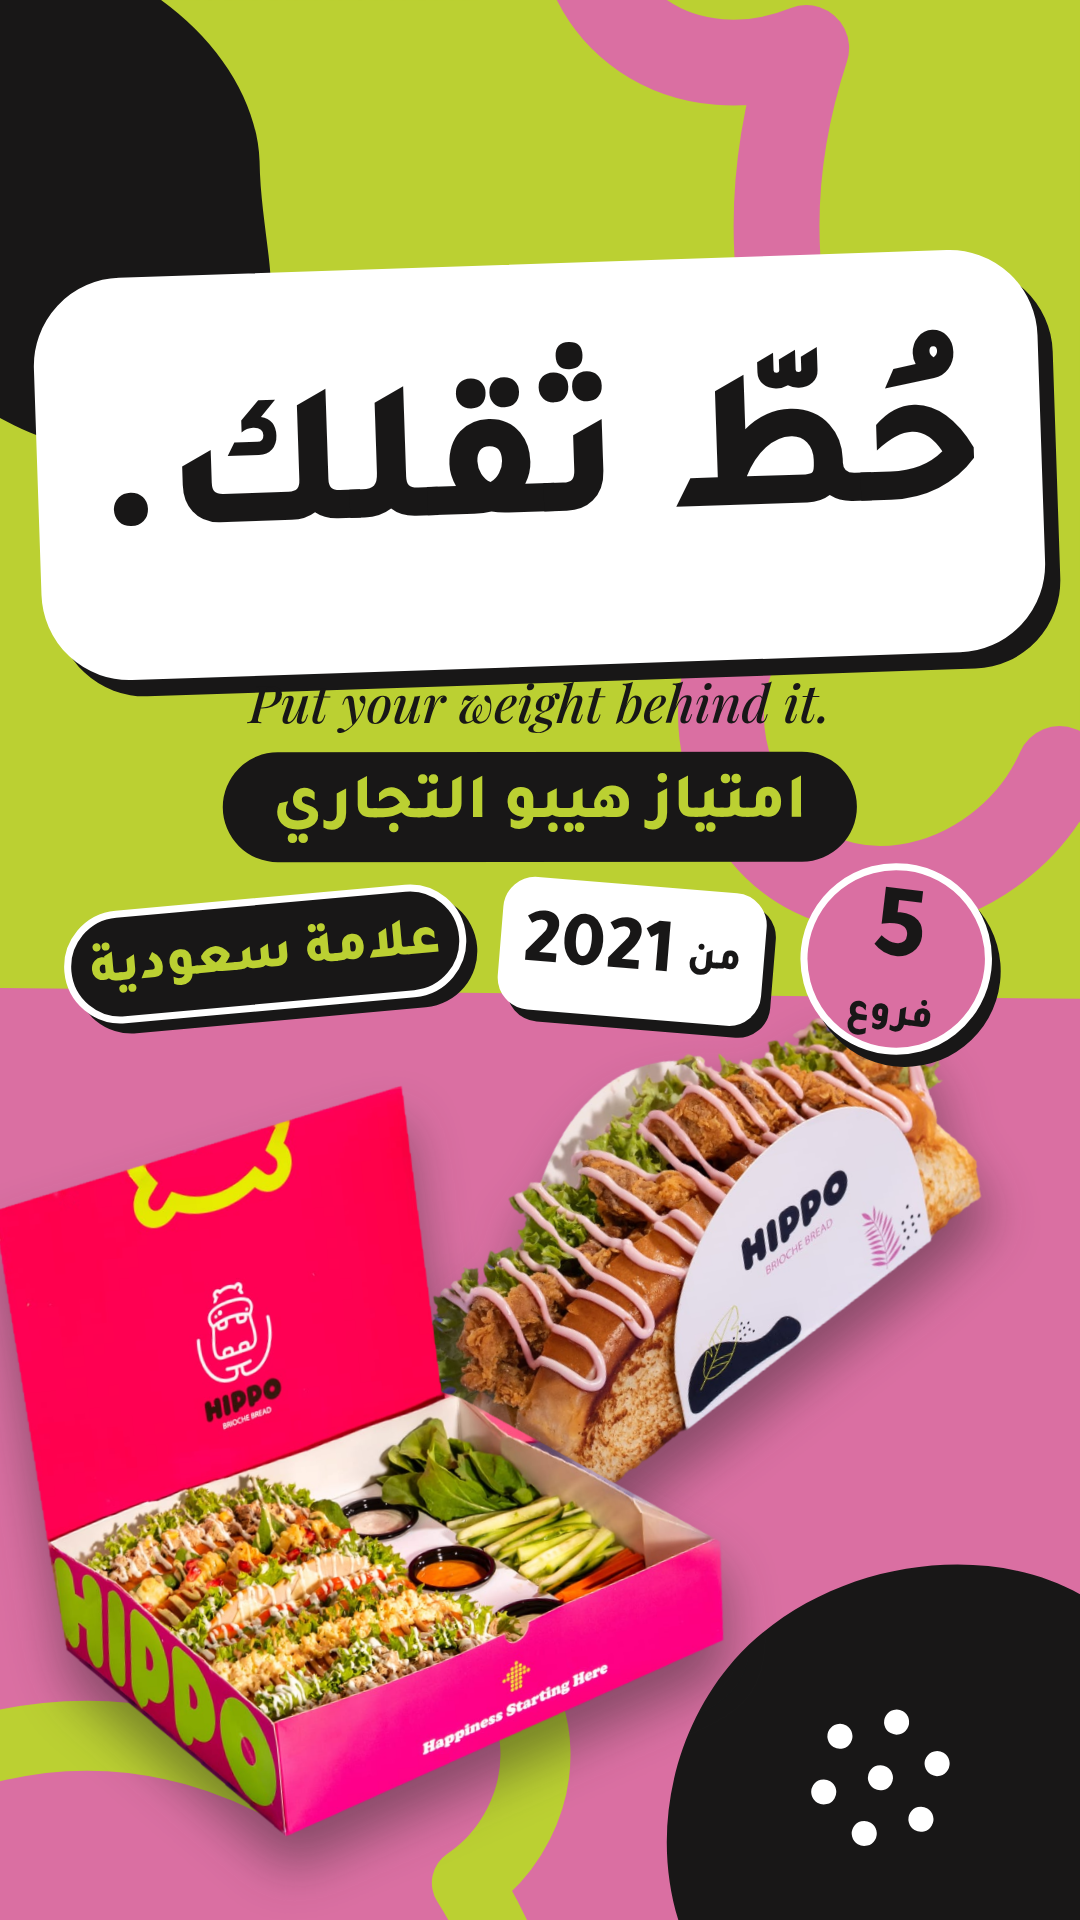 حُطّ ثقلك.
Put your weight behind it.
امتياز هيبو التجاري
5
فروع
من 2021
علامة سعودية
HIPPO
BRIOCHE BREAD
HIPPO
BRIOCHE BREAD
HIPPO
Happiness Starting Here